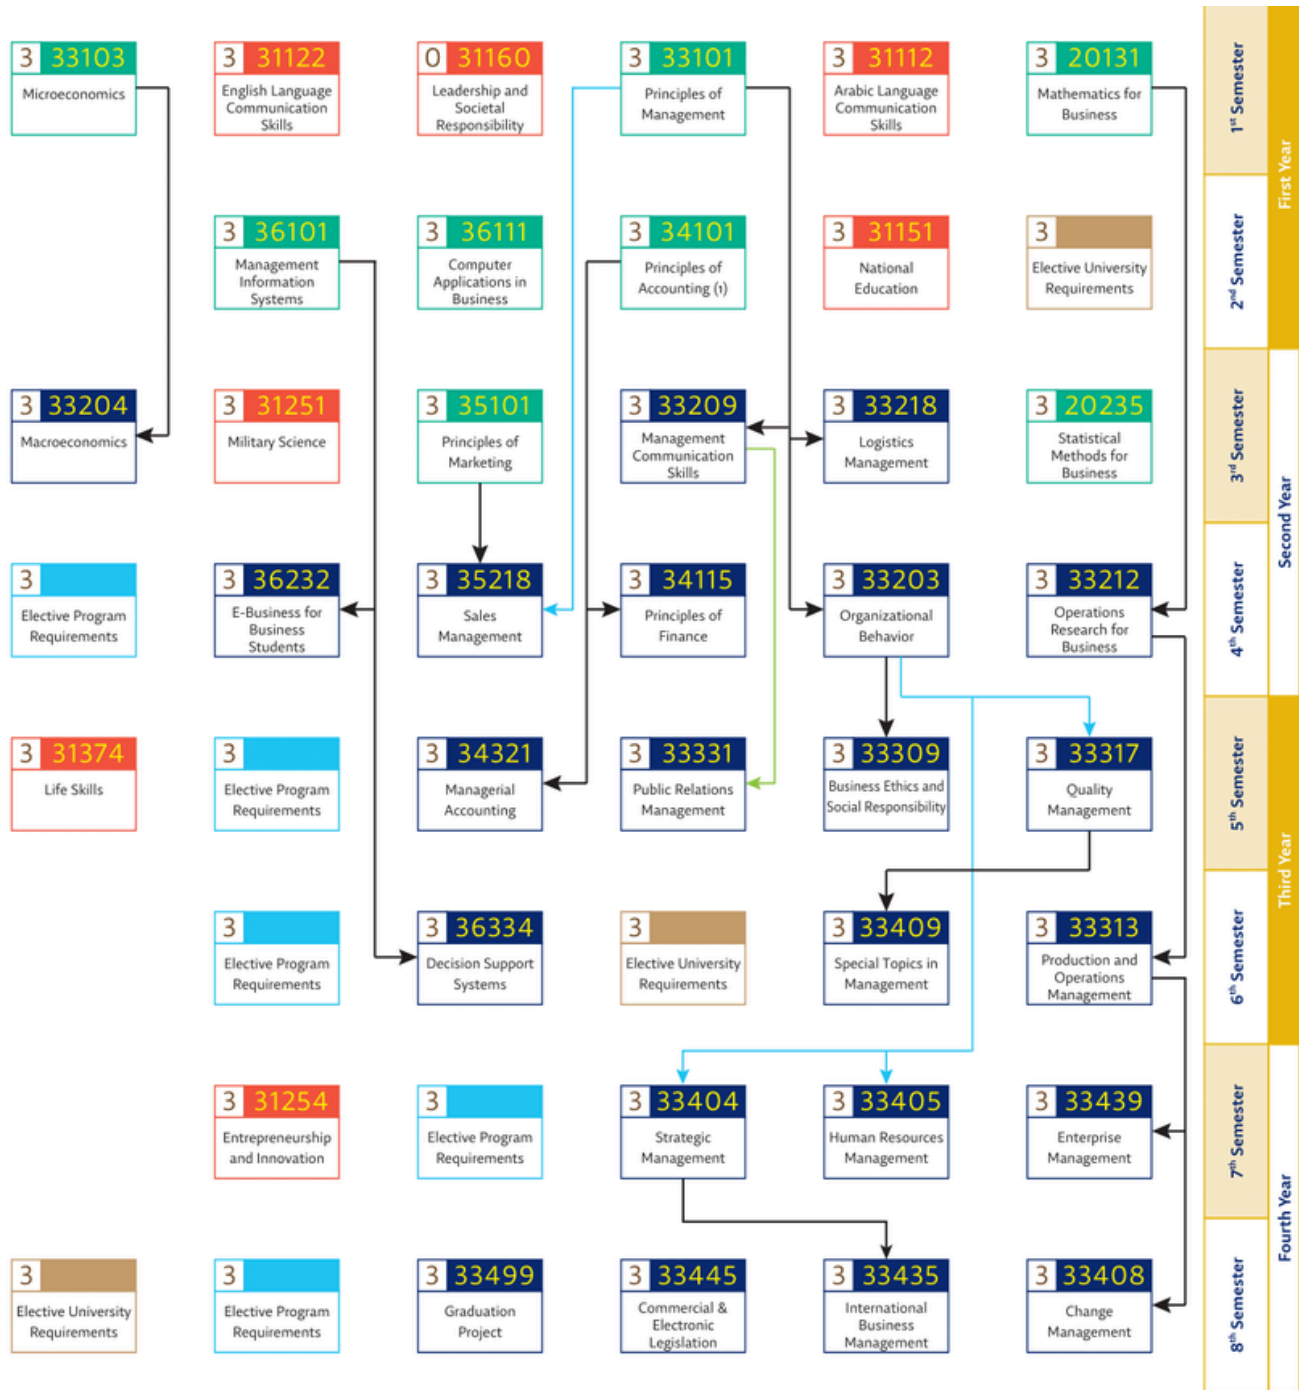 3 33103
Microeconomics
3 31122
English Language
Communication
Skills
0 31160
Leadership and
Societal
Responsibility
3 33101
Principles of
Management
3 31112
Arabic Language
Communication
Skills
3 20131
Mathematics for
Business
1st Semester
First Year
3 36101
Management
Information
Systems
3 36111
Computer
Applications in
Business
3 34101
Principles of
Accounting (1)
3 31151
National
Education
3
Elective University
Requirements
2nd Semester
3 33204
Macroeconomics
3 31251
Military Science
3 35101
Principles of
Marketing
3 33209
Management
Communication
Skills
3 33218
Logistics
Management
3 20235
Statistical
Methods for
Business
3rd Semester
Second Year
3
Elective Program
Requirements
3 36232
E-Business for
Business
Students
3 35218
Sales
Management
3 34115
Principles of
Finance
3 33203
Organizational
Behavior
3 33212
Operations
Research for
Business
4th Semester
3 31374
Life Skills
3
Elective Program
Requirements
3 34321
Managerial
Accounting
3 33331
Public Relations
Management
3 33309
Business Ethics and
Social Responsibility
3 33317
Quality
Management
5th Semester
Third Year
3
Elective Program
Requirements
3 36334
Decision Support
Systems
3
Elective University
Requirements
3 33409
Special Topics in
Management
3 33313
Production and
Operations
Management
6th Semester
3 31254
Entrepreneurship
and Innovation
3
Elective Program
Requirements
3 33404
Strategic
Management
3 33405
Human Resources
Management
3 33439
Enterprise
Management
7th Semester
Fourth Year
3
Elective University
Requirements
3
Elective Program
Requirements
3 33499
Graduation
Project
3 33445
Commercial &
Electronic
Legislation
3 33435
International
Business
Management
3 33408
Change
Management
8th Semester